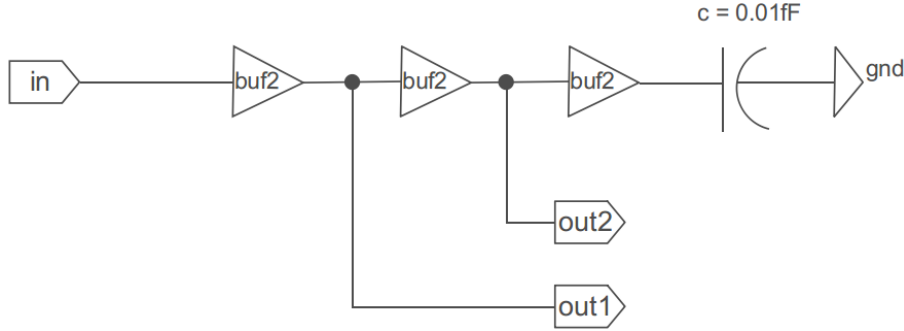 c = 0.01fF
in
buf2
buf2
buf2
gnd
out2
out1